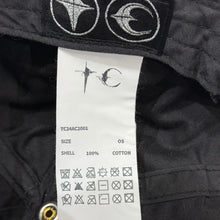 TC
TC24AC2001
SIZE OS
SHELL 100% COTTON